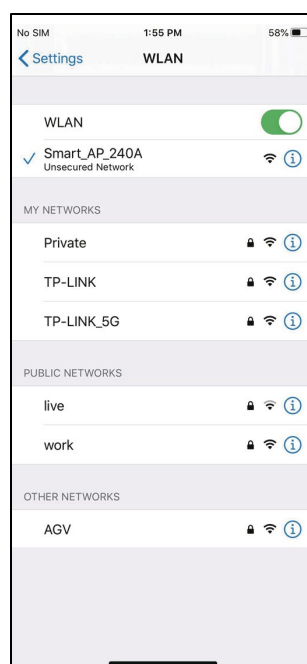 No SIM 1:55 PM 58%
Settings WLAN
WLAN
Smart_AP_240A
Unsecured Network
MY NETWORKS
Private
TP-LINK
TP-LINK_5G
PUBLIC NETWORKS
live
work
OTHER NETWORKS
AGV